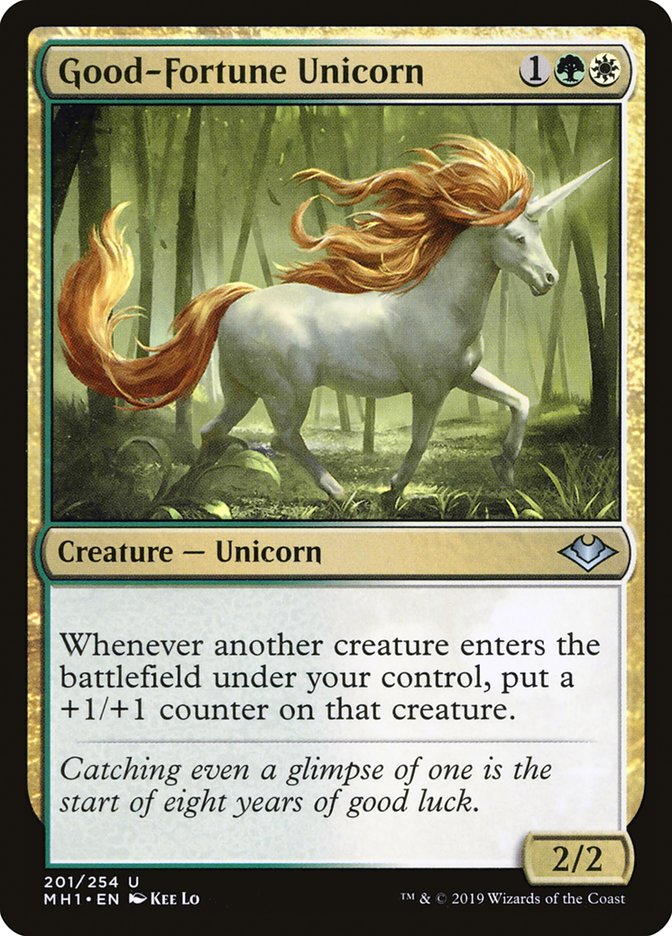 Good-Fortune Unicorn 1
Creature — Unicorn
Whenever another creature enters the
battlefield under your control, put a
+1/+1 counter on that creature.
Catching even a glimpse of one is the
start of eight years of good luck.
2/2
201/254 U
MH1 • EN Kee Lo
™ & © 2019 Wizards of the Coast